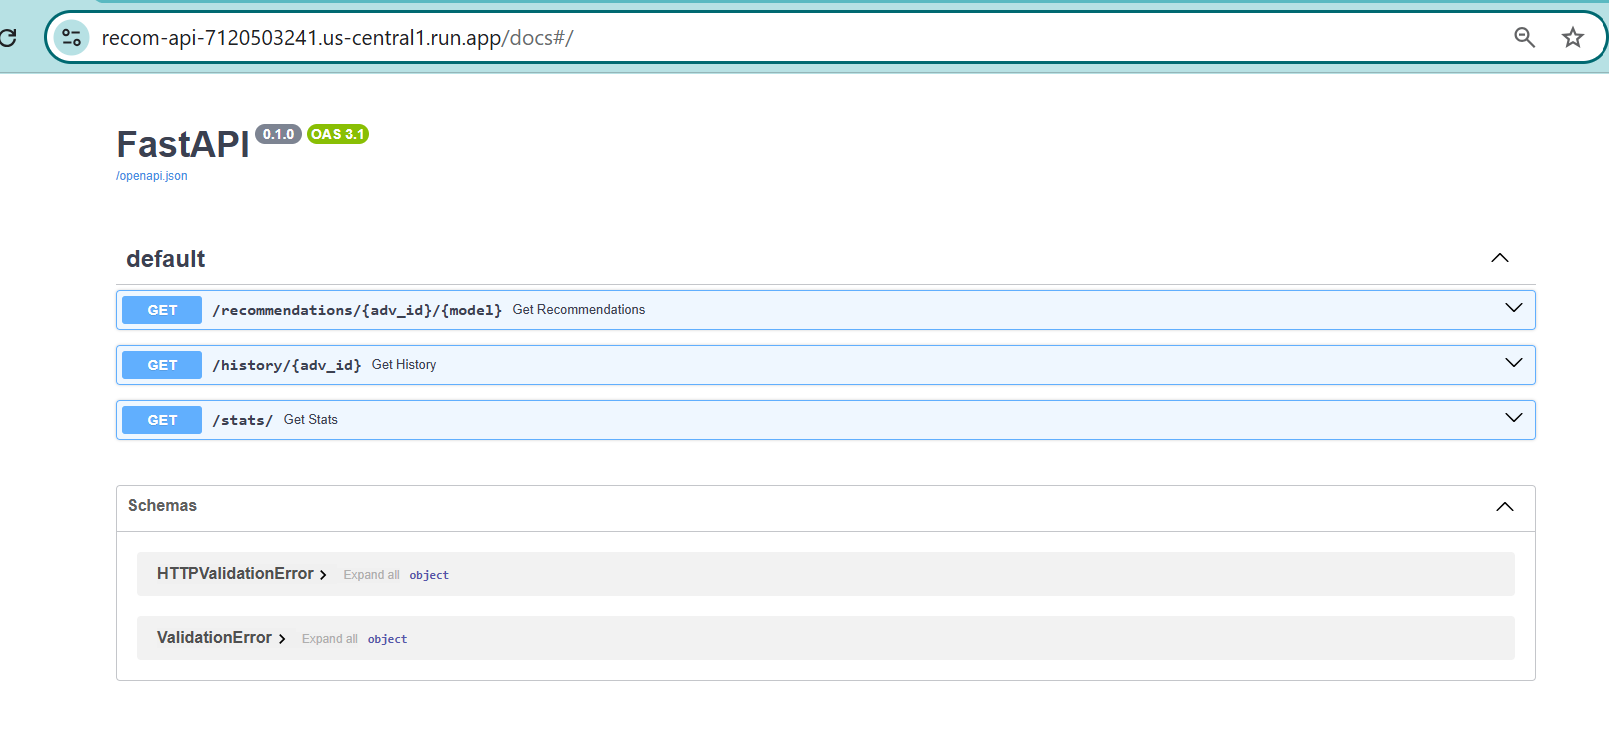 recom-api-7120503241.us-central1.run.app/docs#/
FastAPI 0.1.0 OAS 3.1
/openapi.json
default
GET /recommendations/{adv_id}/{model} Get Recommendations
GET /history/{adv_id} Get History
GET /stats/ Get Stats
Schemas
HTTPValidationError Expand all object
ValidationError Expand all object